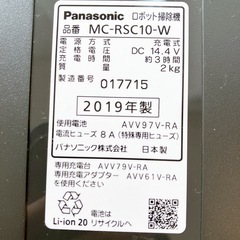 Panasonic ロボット掃除機
品番 MC-RSC10-W
電源方式 充電式
定格電圧 DC 14.4V
充電時間 約3時間
質量 2kg
製造番号 017715
2019年製
使用電池 AVV97V-RA
電流ヒューズ 8A(特殊専用ヒューズ)
パナソニック株式会社 日本製
専用充電台 AVV79V-RA
専用充電アダプター AVV61V-RA
Li-ion 20
電池は
リサイクルへ